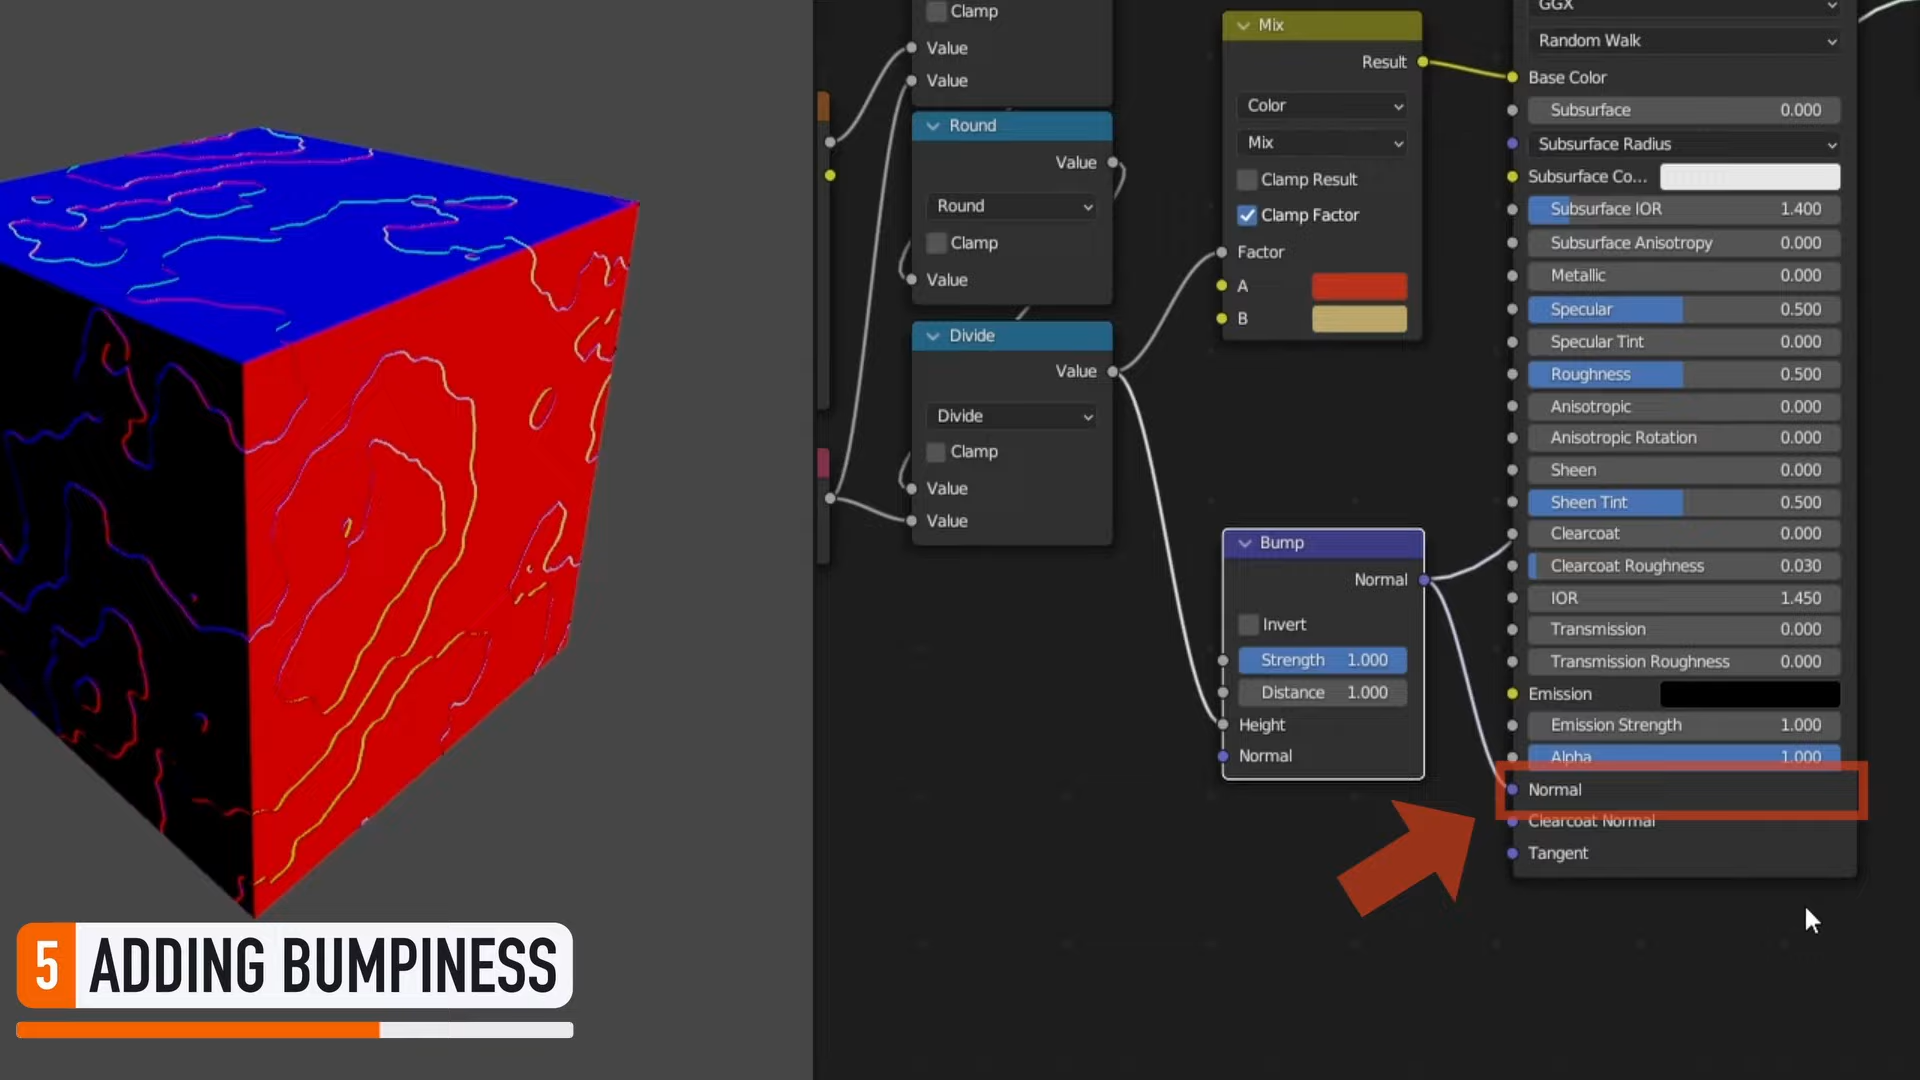 Clamp
Value
Value
Round
Value
Round
Clamp
Value
Divide
Value
Divide
Clamp
Value
Value
Mix
Result
Color
Mix
Clamp Result
Clamp Factor
Factor
A
B
Bump
Normal
Invert
Strength 1.000
Distance 1.000
Height
Normal
GGX
Random Walk
Base Color
Subsurface 0.000
Subsurface Radius
Subsurface Co...
Subsurface IOR 1.400
Subsurface Anisotropy 0.000
Metallic 0.000
Specular 0.500
Specular Tint 0.000
Roughness 0.500
Anisotropic 0.000
Anisotropic Rotation 0.000
Sheen 0.000
Sheen Tint 0.500
Clearcoat 0.000
Clearcoat Roughness 0.030
IOR 1.450
Transmission 0.000
Transmission Roughness 0.000
Emission
Emission Strength 1.000
Alpha 1.000
Normal
Clearcoat Normal
Tangent
5 ADDING BUMPINESS